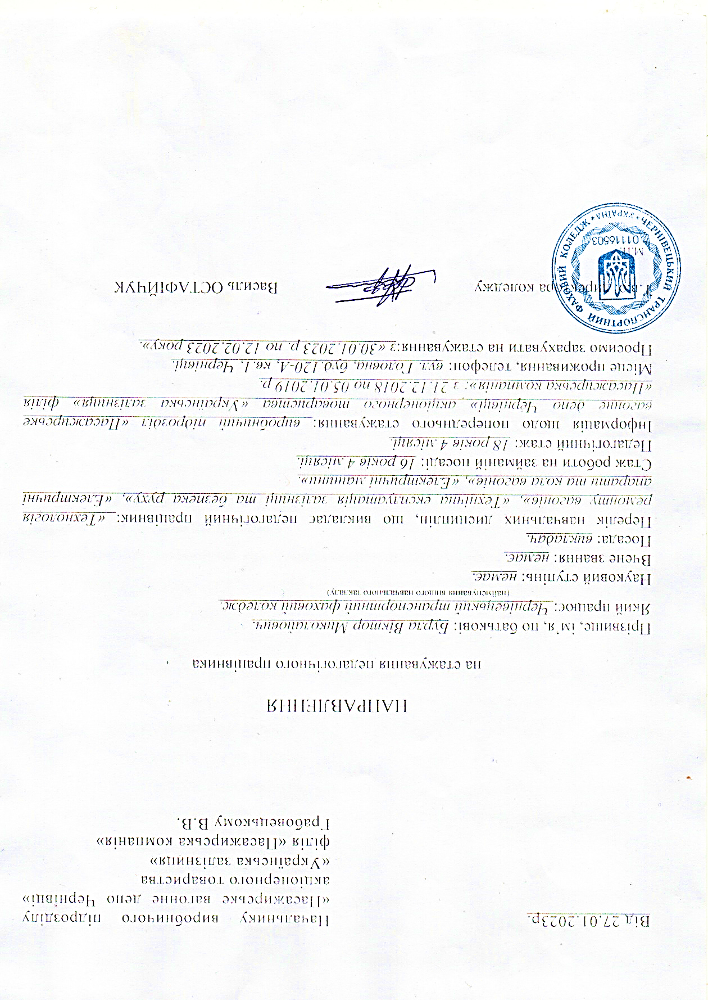 Від 27.01.2023р.
Начальнику виробничого підрозділу
«Пасажирське вагонне депо Чернівці»
акціонерного товариства
«Українська залізниця»
філія «Пасажирська компанія»
Грабовецькому В.В.
НАПРАВЛЕННЯ
на стажування педагогічного працівника
Прізвище, ім'я, по батькові: Бурла Віктор Миколайович.
Який працює: Чернівецький транспортний фаховий коледж.
(найменування вищого навчального закладу)
Науковий ступінь: немає.
Вчене звання: немає.
Посада: викладач.
Перелік навчальних дисциплін, що викладає педагогічний працівник: «Технологія
ремонту вагонів», «Технічна експлуатація залізниці та безпека руху», «Електричні
апарати та кола вагонів», «Електричні машини».
Стаж роботи на займаній посаді: 16 років 4 місяці.
Педагогічний стаж: 18 років 4 місяці.
Інформація щодо попереднього стажування: виробничий підрозділ «Пасажирське
вагонне депо Чернівці» акціонерного товариства «Українська залізниця» філія
«Пасажирська компанія»: з 21.12.2018 по 05.01.2019 р.
Місце проживання, телефон: вул. Головна, буд.120-А, кв.1, Чернівці.
Просимо зарахувати на стажування:з «30.01.2023 р. по 12.02.2023 року».
Т.в.о. директора коледжу Василь ОСТАФІЙЧУК
М.П.
ЧЕРНІВЕЦЬКИЙ ТРАНСПОРТНИЙ ФАХОВИЙ КОЛЕДЖ
*УКРАЇНА*
01116503